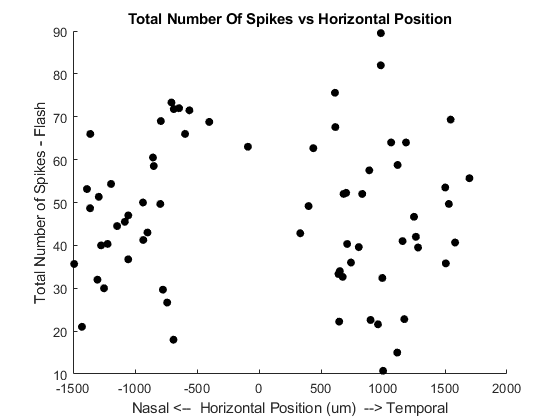 Total Number Of Spikes vs Horizontal Position
90
80
70
60
50
40
30
20
10
Total Number of Spikes - Flash
-1500 -1000 -500 0 500 1000 1500 2000
Nasal <-- Horizontal Position (um) --> Temporal